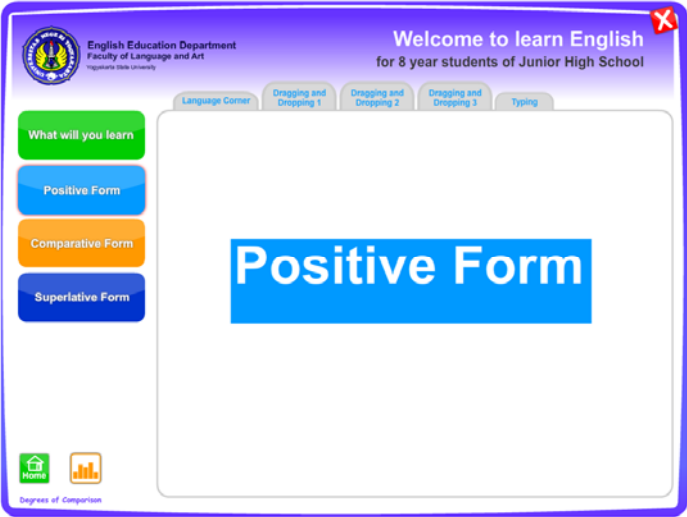 English Education Department
Faculty of Language and Art
Yogyakarta State University
Welcome to learn English
for 8 year students of Junior High School
Language Corner
Dragging and
Dropping 1
Dragging and
Dropping 2
Dragging and
Dropping 3
Typing
What will you learn
Positive Form
Comparative Form
Superlative Form
Positive Form
Home
Degrees of Comparison